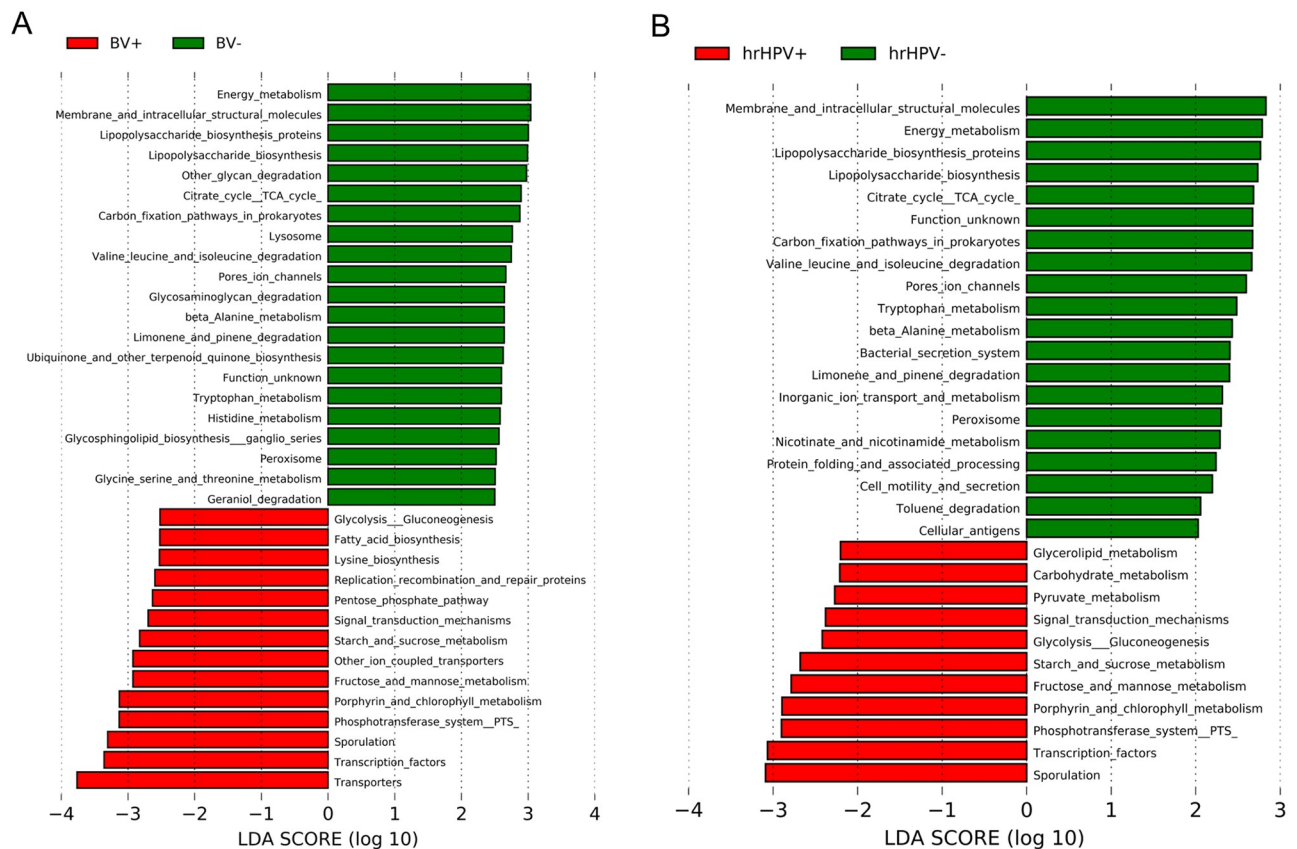 A
BV+ BV-
Energy_metabolism
Membrane_and_intracellular_structural_molecules
Lipopolysaccharide_biosynthesis_proteins
Lipopolysaccharide_biosynthesis
Other_glycan_degradation
Citrate_cycle__TCA_cycle_
Carbon_fixation_pathways_in_prokaryotes
Lysosome
Valine_leucine_and_isoleucine_degradation
Pores_ion_channels
Glycosaminoglycan_degradation
beta_Alanine_metabolism
Limonene_and_pinene_degradation
Ubiquinone_and_other_terpenoid_quinone_biosynthesis
Function_unknown
Tryptophan_metabolism
Histidine_metabolism
Glycosphingolipid_biosynthesis___ganglio_series
Peroxisome
Glycine_serine_and_threonine_metabolism
Geraniol_degradation
Glycolysis___Gluconeogenesis
Fatty_acid_biosynthesis
Lysine_biosynthesis
Replication_recombination_and_repair_proteins
Pentose_phosphate_pathway
Signal_transduction_mechanisms
Starch_and_sucrose_metabolism
Other_ion_coupled_transporters
Fructose_and_mannose_metabolism
Porphyrin_and_chlorophyll_metabolism
Phosphotransferase_system__PTS_
Sporulation
Transcription_factors
Transporters
−4 −3 −2 −1 0 1 2 3 4
LDA SCORE (log 10)
B
hrHPV+ hrHPV-
Membrane_and_intracellular_structural_molecules
Energy_metabolism
Lipopolysaccharide_biosynthesis_proteins
Lipopolysaccharide_biosynthesis
Citrate_cycle__TCA_cycle_
Function_unknown
Carbon_fixation_pathways_in_prokaryotes
Valine_leucine_and_isoleucine_degradation
Pores_ion_channels
Tryptophan_metabolism
beta_Alanine_metabolism
Bacterial_secretion_system
Limonene_and_pinene_degradation
Inorganic_ion_transport_and_metabolism
Peroxisome
Nicotinate_and_nicotinamide_metabolism
Protein_folding_and_associated_processing
Cell_motility_and_secretion
Toluene_degradation
Cellular_antigens
Glycerolipid_metabolism
Carbohydrate_metabolism
Pyruvate_metabolism
Signal_transduction_mechanisms
Glycolysis___Gluconeogenesis
Starch_and_sucrose_metabolism
Fructose_and_mannose_metabolism
Porphyrin_and_chlorophyll_metabolism
Phosphotransferase_system__PTS_
Transcription_factors
Sporulation
−4 −3 −2 −1 0 1 2 3
LDA SCORE (log 10)